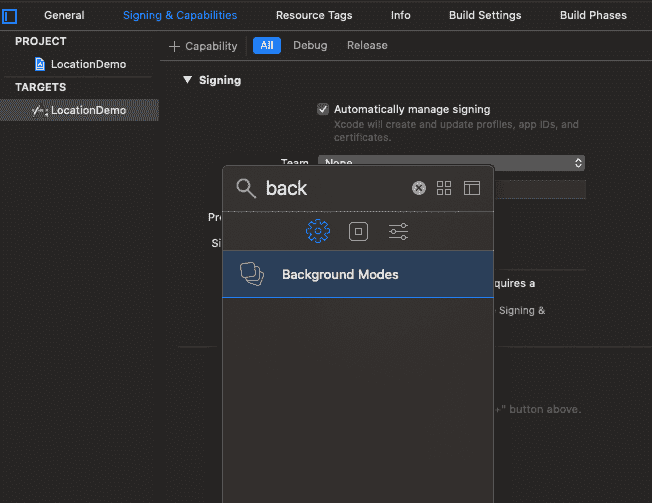 General Signing & Capabilities Resource Tags Info Build Settings Build Phases
PROJECT
LocationDemo
TARGETS
LocationDemo
+ Capability All Debug Release
Signing
Automatically manage signing
Xcode will create and update profiles, app IDs, and
certificates.
Team None
back
Background Modes
quires a
Signing &
+" button above.